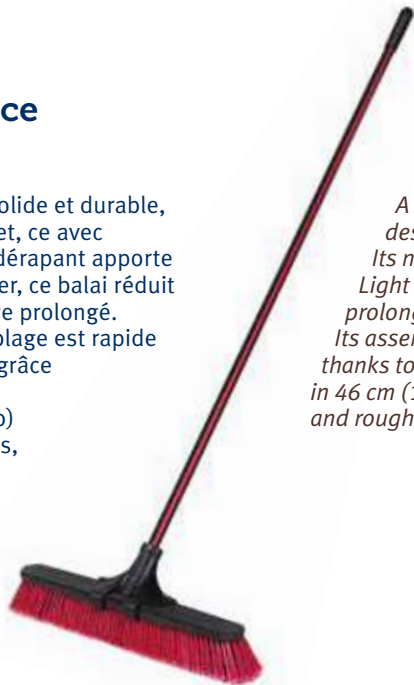 ce
olide et durable,
et, ce avec
dérapant apporte
er, ce balai réduit
e prolongé.
blage est rapide
grâce
o)
s,
A
des
Its n
Light
prolong
Its asser
thanks to
in 46 cm (1
and rough